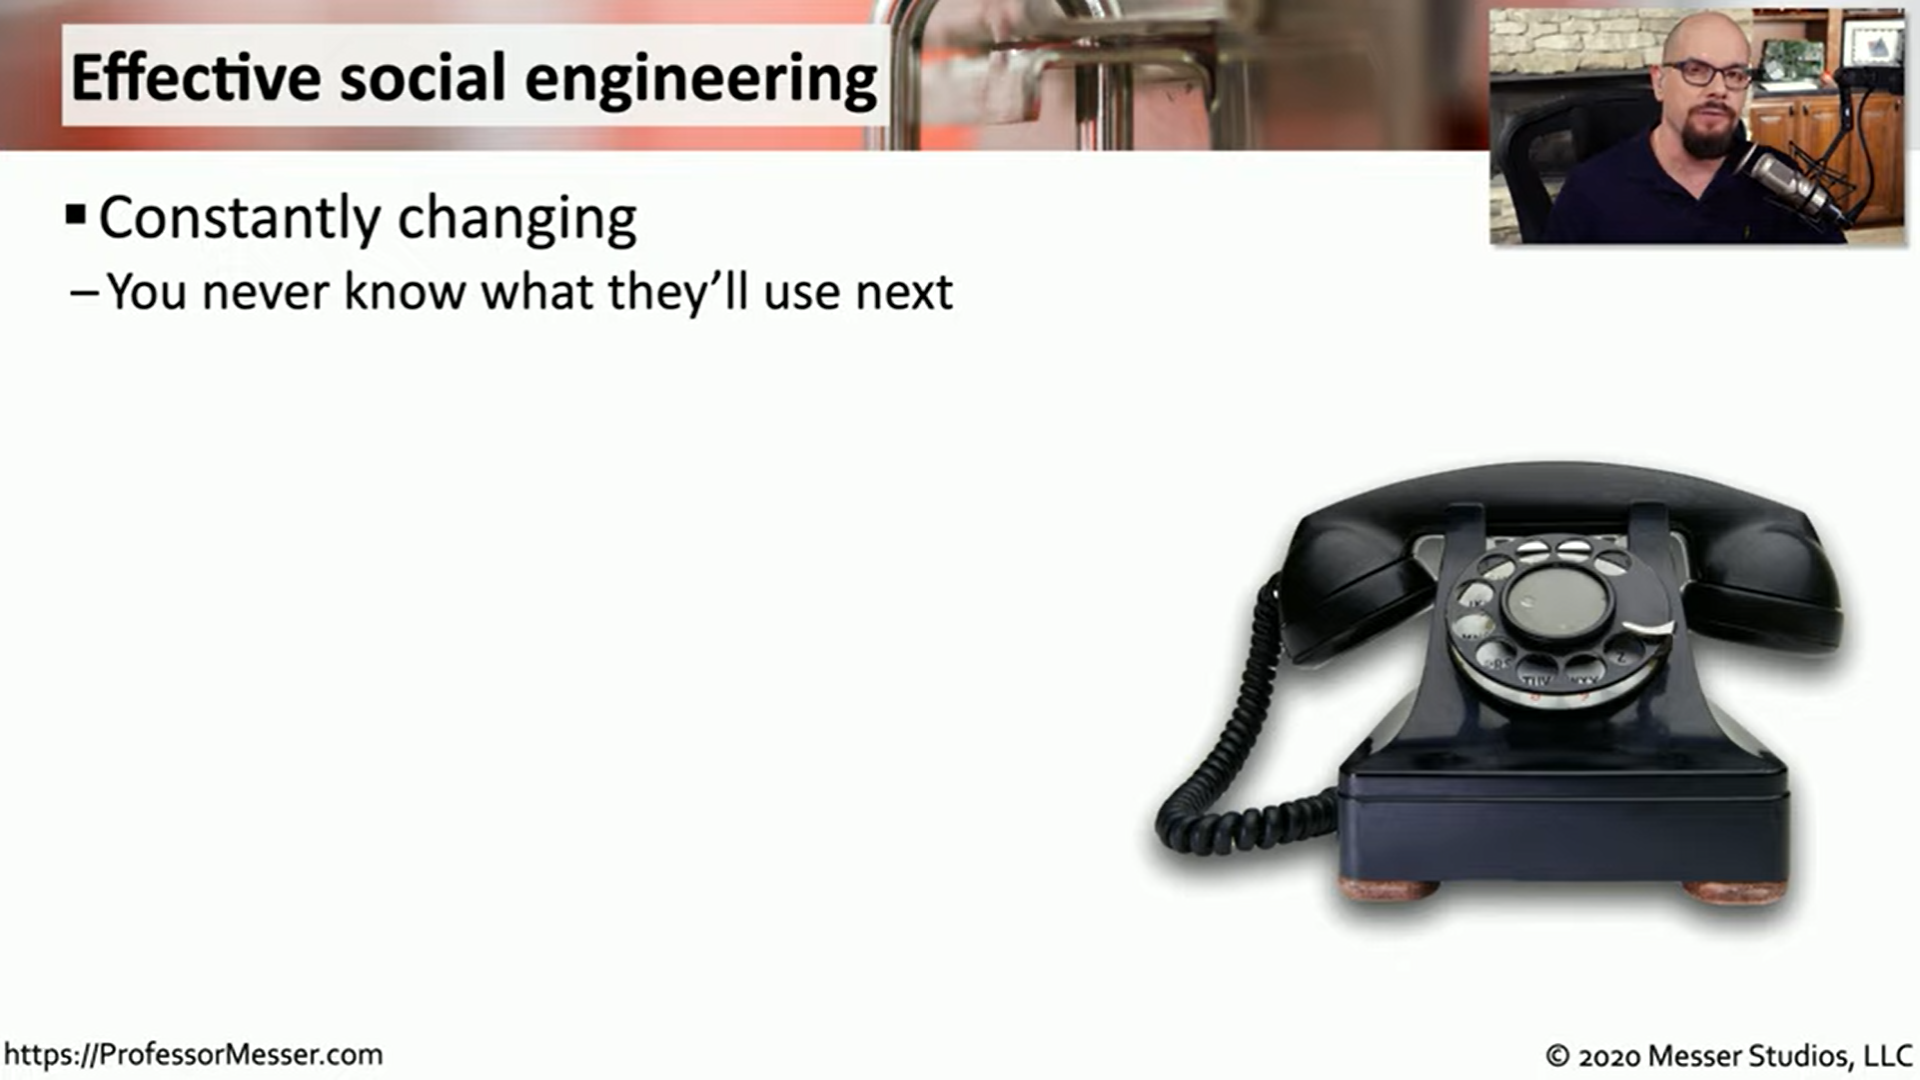 Effective social engineering
▪ Constantly changing
– You never know what they’ll use next
https://ProfessorMesser.com
© 2020 Messer Studios, LLC